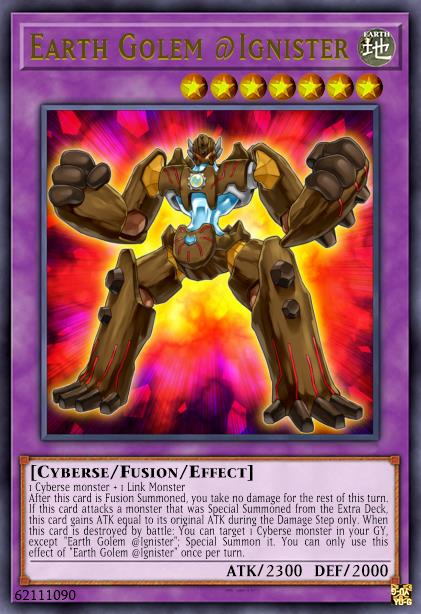 EARTH GOLEM @IGNISTER
EARTH
地
[CYBERSE/FUSION/EFFECT]
1 Cyberse monster + 1 Link Monster
After this card is Fusion Summoned, you take no damage for the rest of this turn.
If this card attacks a monster that was Special Summoned from the Extra Deck,
this card gains ATK equal to its original ATK during the Damage Step only. When
this card is destroyed by battle: You can target 1 Cyberse monster in your GY,
except "Earth Golem @Ignister"; Special Summon it. You can only use this
effect of "Earth Golem @Ignister" once per turn.
ATK/2300 DEF/2000
62111090